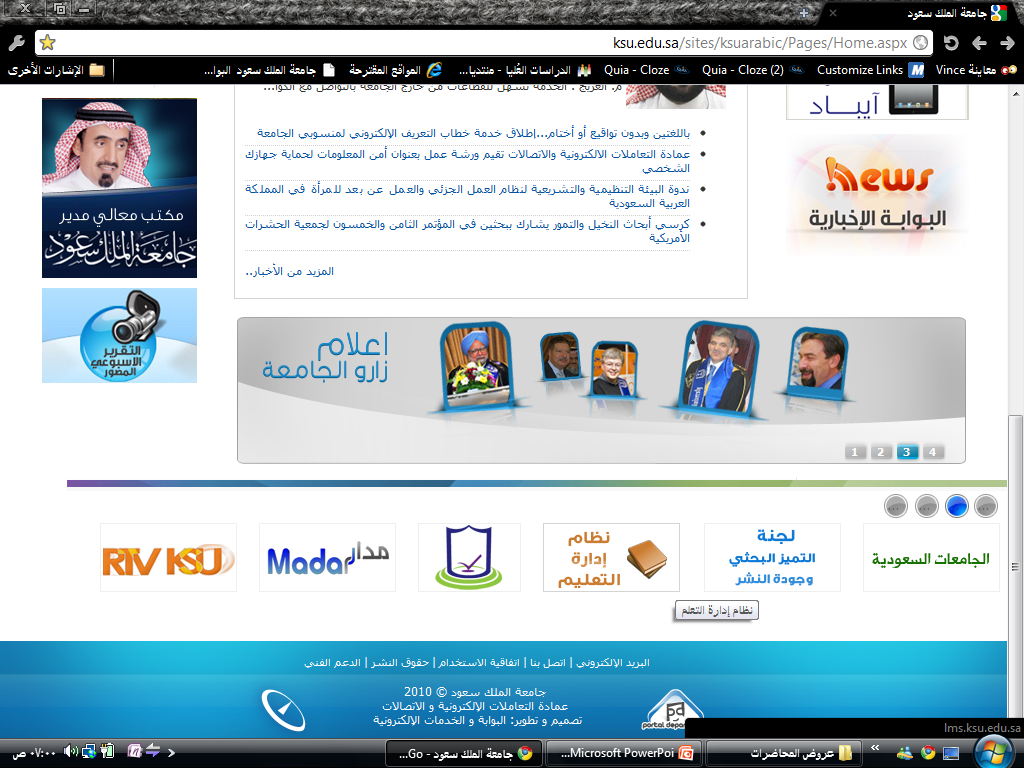 جامعة الملك سعود
ksu.edu.sa/sites/ksuarabic/Pages/Home.aspx
معاينة Vince
Customize Links
Quia - Cloze (2)
Quia - Cloze
الدراسات العُليا - منتديا...
المواقع المقترحة
جامعة الملك سعود البوا...
الإشارات الأخرى
آيباد
News
البوابة الإخبارية
باللغتين وبدون تواقيع أو أختام...إطلاق خدمة خطاب التعريف الإلكتروني لمنسوبي الجامعة
عمادة التعاملات الالكترونية والاتصالات تقيم ورشة عمل بعنوان أمن المعلومات لحماية جهازك
الشخصي
ندوة البيئة التنظيمية والتشريعية لنظام العمل الجزئي والعمل عن بعد للمرأة في المملكة
العربية السعودية
كرسي أبحاث النخيل والتمور يشارك ببحثين في المؤتمر الثامن والخمسون لجمعية الحشرات
الأمريكية
المزيد من الأخبار..
مكتب معالي مدير
جامعة الملك سعود
التقرير
الاسبوعي
المصور
اعلام
زارو الجامعة
1 2 3 4
الجامعات السعودية
لجنة
التميز البحثي
وجودة النشر
نظام
إدارة
التعليم
Madar مدار
RTV KSU
نظام إدارة التعلم
البريد الإلكتروني | اتصل بنا | اتفاقية الاستخدام | حقوق النشر | الدعم الفني
جامعة الملك سعود © 2010
عمادة التعاملات الإلكترونية و الاتصالات
تصميم و تطوير: البوابة و الخدمات الإلكترونية
lms.ksu.edu.sa
عروض المحاضرات
Microsoft PowerPoi...
جامعة الملك سعود - Go...
٠٧:٠٠ ص